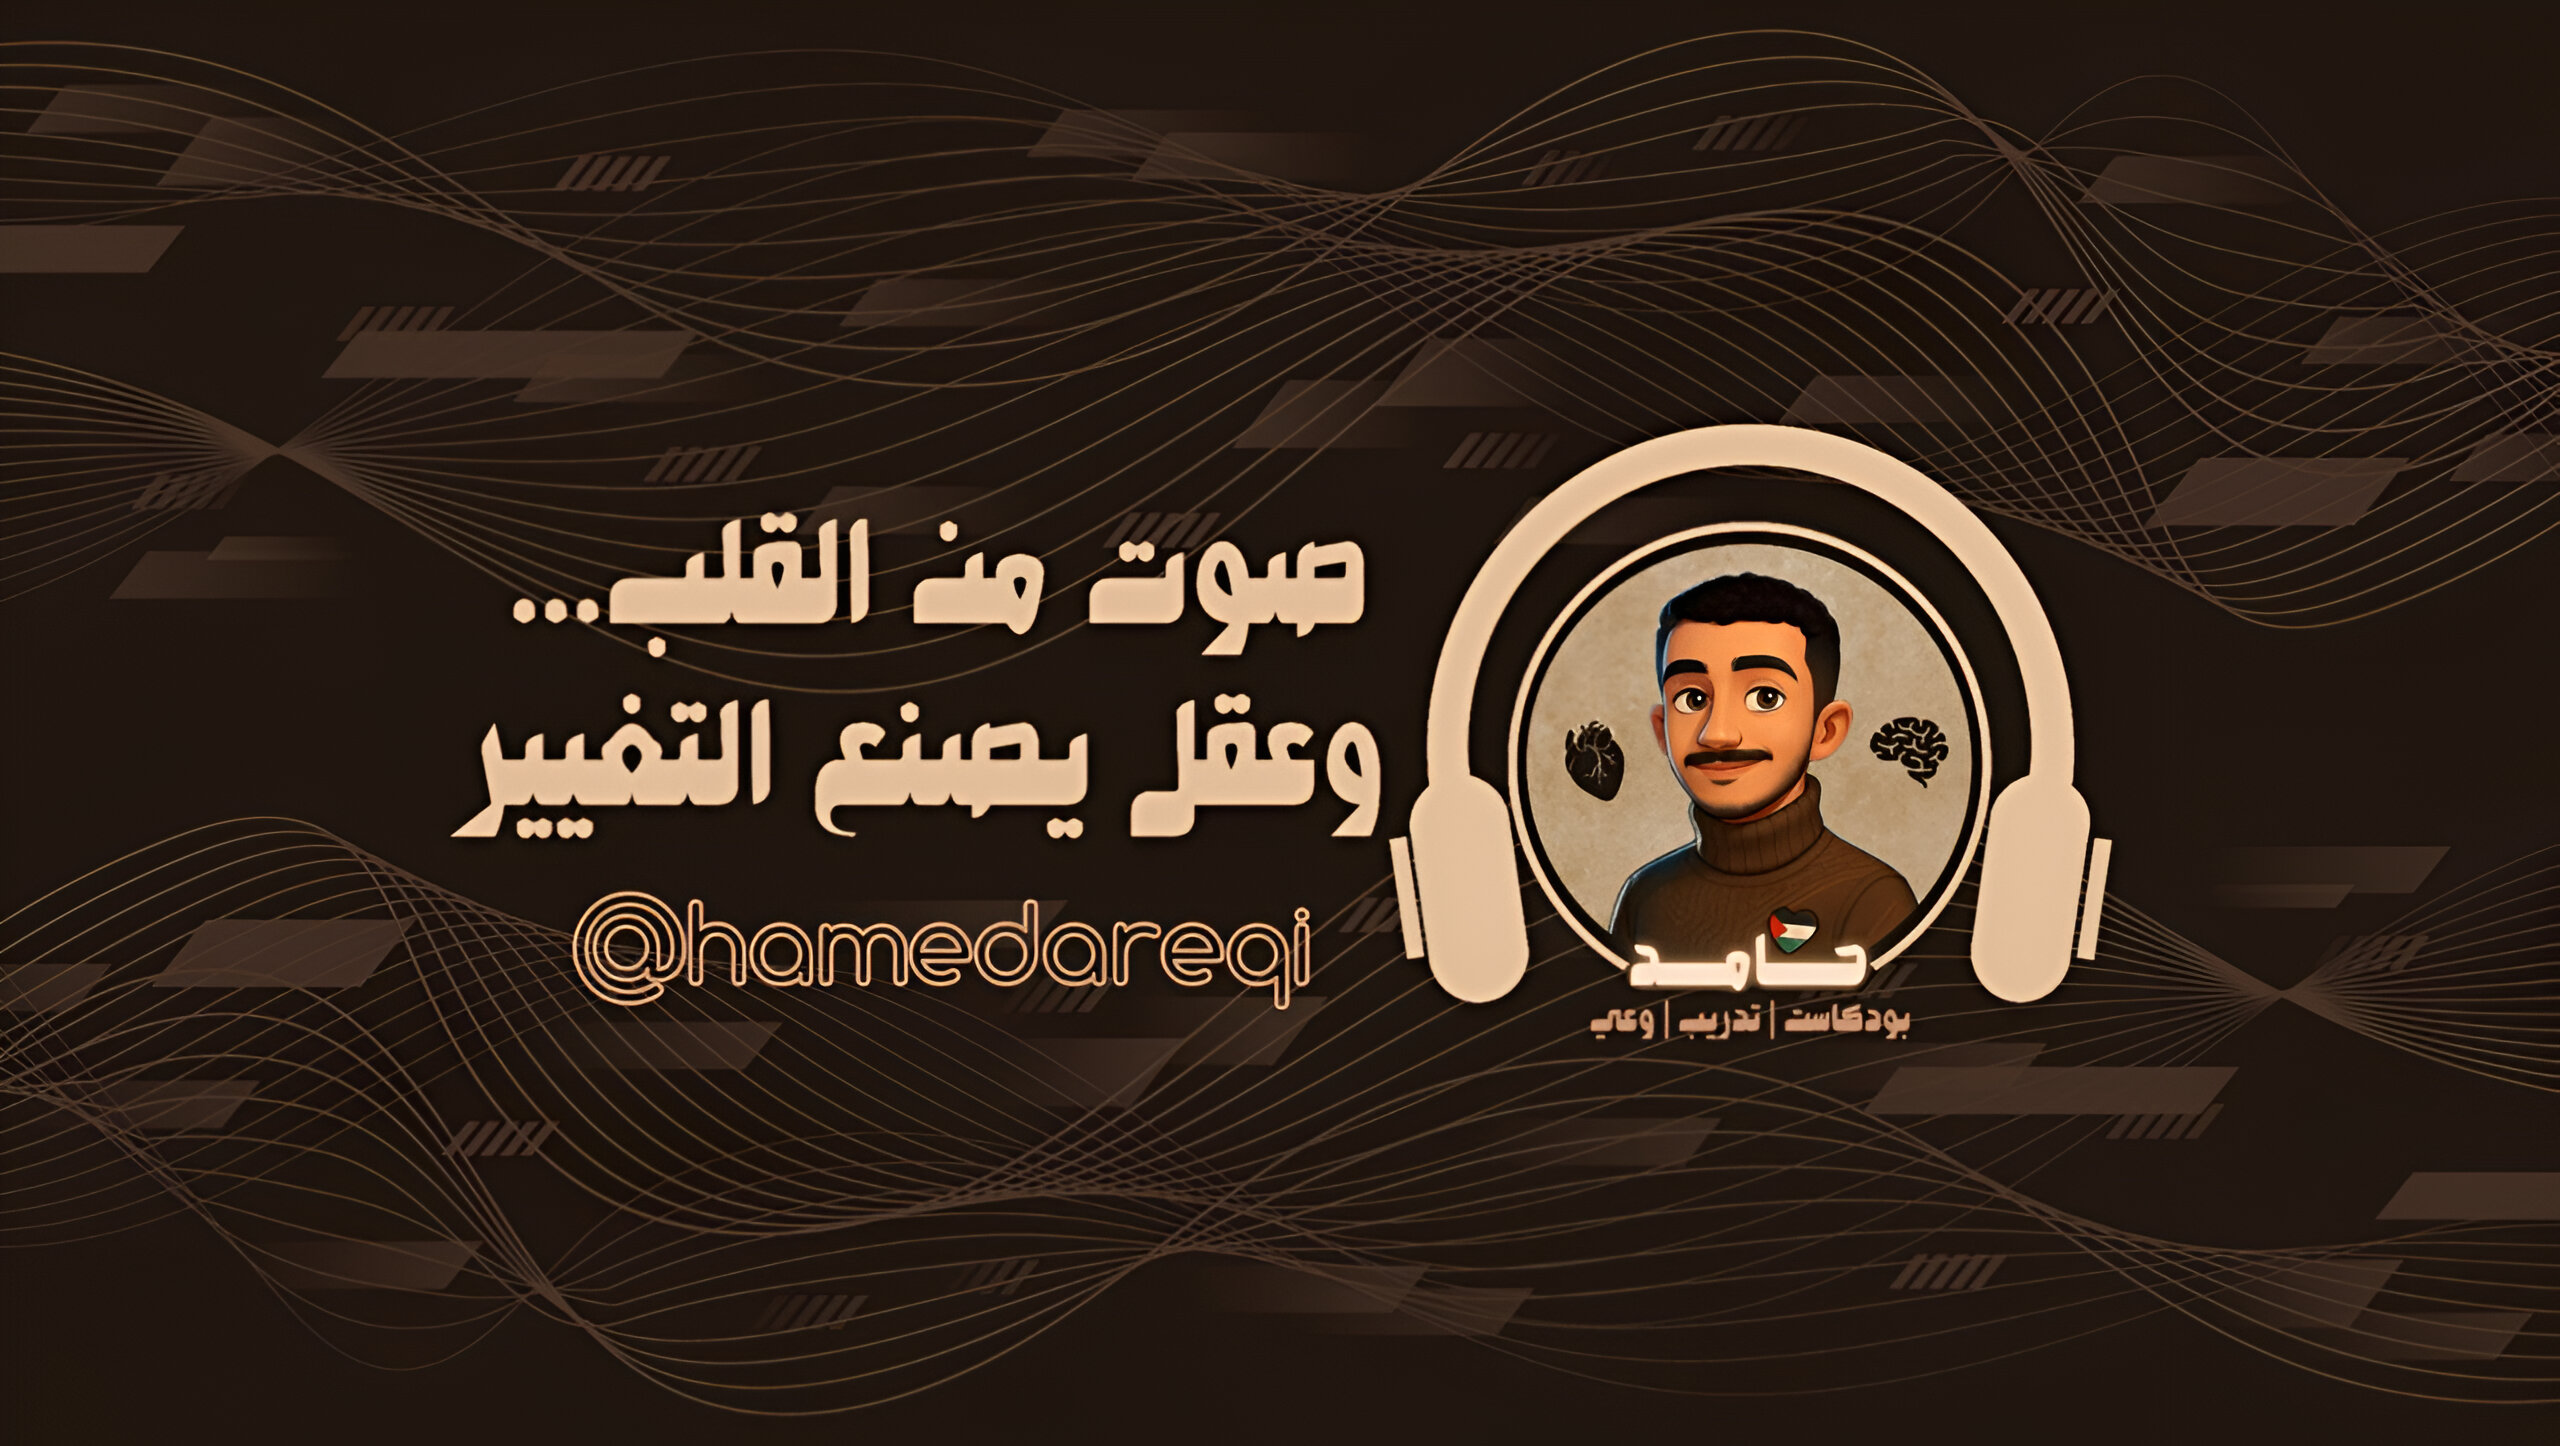 صوت من القلب...
وعقل يصنع التغيير
@hamedareqi
حامد
بودكاست | تدريب | وعي